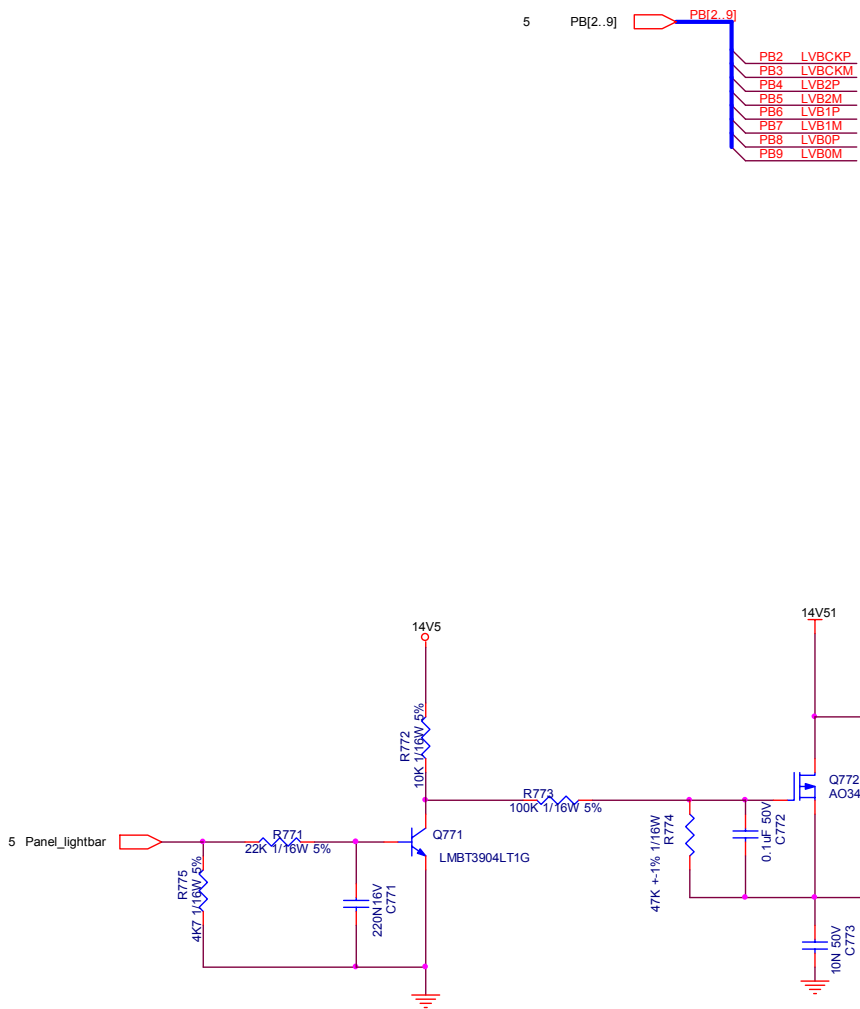 5 PB[2..9] PB[2..9]
PB2 LVBCKP
PB3 LVBCKM
PB4 LVB2P
PB5 LVB2M
PB6 LVB1P
PB7 LVB1M
PB8 LVB0P
PB9 LVB0M
14V5
14V51
R772
10K 1/16W 5%
R773
100K 1/16W 5%
Q772
AO34
R774
47K +-1% 1/16W
0.1uF 50V
C772
5 Panel_lightbar
R771
22K 1/16W 5%
Q771
LMBT3904LT1G
R775
4K7 1/16W 5%
220N16V
C771
10N 50V
C773